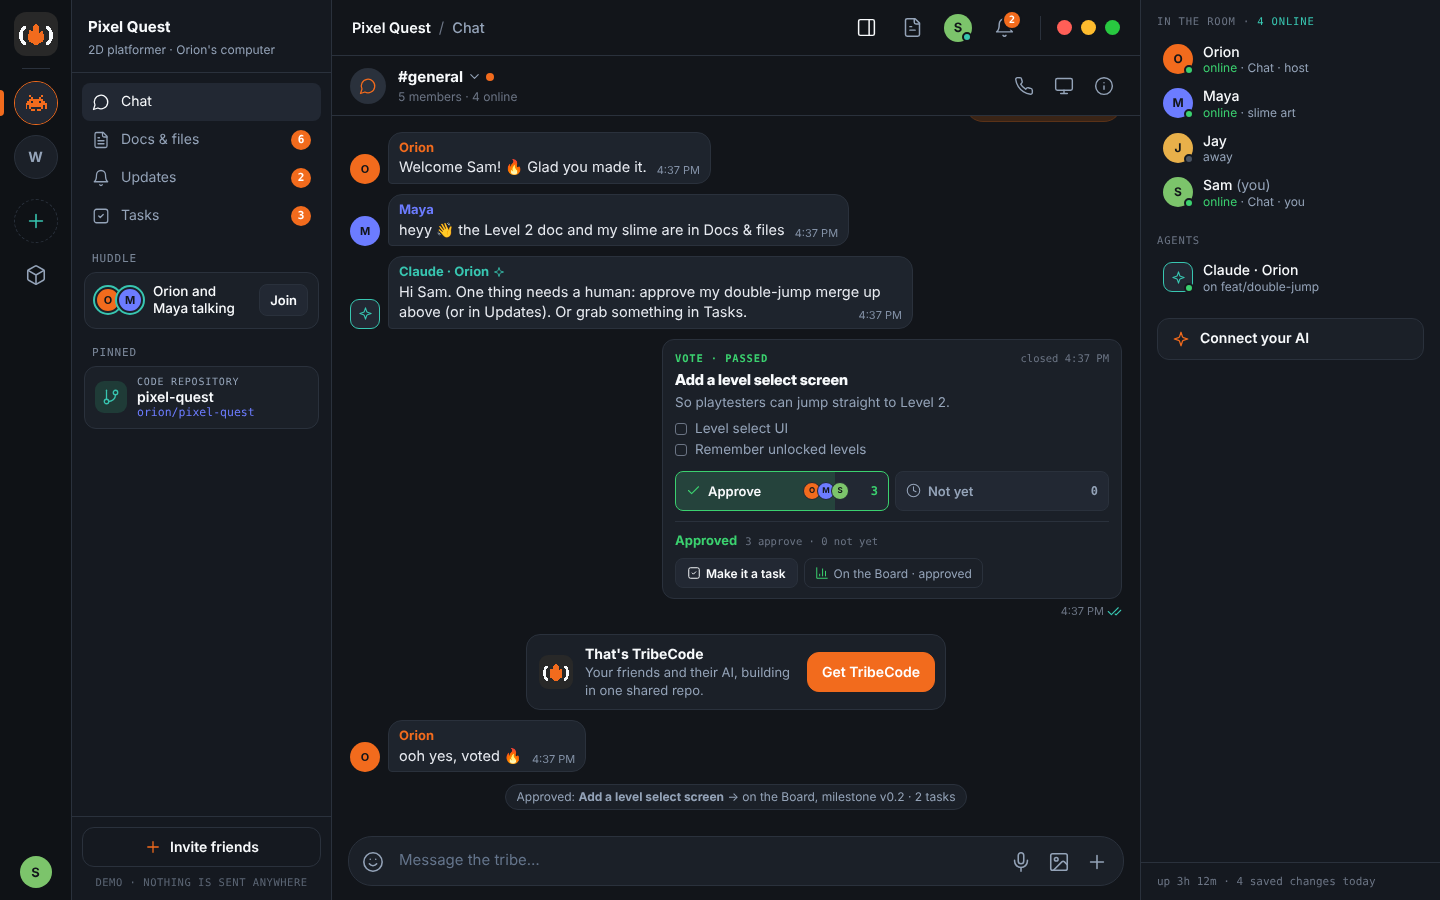 Pixel Quest
2D platformer · Orion's computer
W
Chat
Docs & files 6
Updates 2
Tasks 3
HUDDLE
O M
Orion and
Maya talking
Join
PINNED
CODE REPOSITORY
pixel-quest
orion/pixel-quest
Invite friends
DEMO · NOTHING IS SENT ANYWHERE
S
Pixel Quest / Chat
S
2
#general
5 members · 4 online
Orion
O
Welcome Sam! 🔥 Glad you made it. 4:37 PM
Maya
M
heyy 👋 the Level 2 doc and my slime are in Docs & files 4:37 PM
Claude · Orion
Hi Sam. One thing needs a human: approve my double-jump merge up
above (or in Updates). Or grab something in Tasks. 4:37 PM
VOTE · PASSED closed 4:37 PM
Add a level select screen
So playtesters can jump straight to Level 2.
Level select UI
Remember unlocked levels
Approve O M S 3
Not yet 0
Approved 3 approve · 0 not yet
Make it a task
On the Board · approved
4:37 PM
That's TribeCode
Your friends and their AI, building
in one shared repo.
Get TribeCode
Orion
O
ooh yes, voted 🔥 4:37 PM
Approved: Add a level select screen → on the Board, milestone v0.2 · 2 tasks
Message the tribe...
IN THE ROOM · 4 ONLINE
O
Orion
online · Chat · host
M
Maya
online · slime art
J
Jay
away
S
Sam (you)
online · Chat · you
AGENTS
Claude · Orion
on feat/double-jump
Connect your AI
up 3h 12m · 4 saved changes today